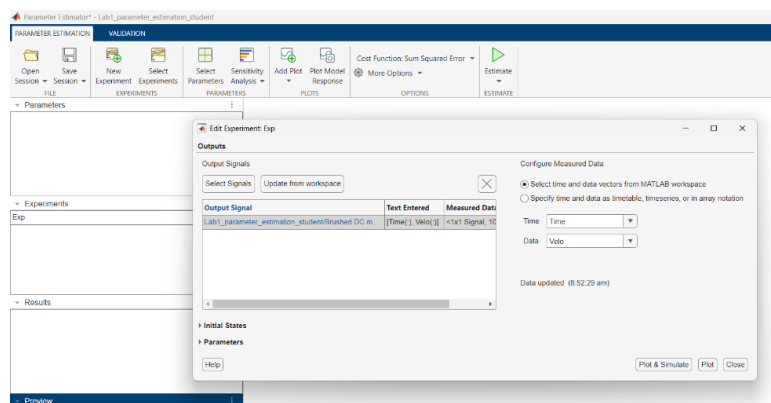 Parameter Estimator* - Lab1_parameter_estimation_student
PARAMETER ESTIMATION VALIDATION
Open Session
Save Session
New Experiment
Select Experiments
Select Parameters
Sensitivity Analysis
Add Plot
Plot Model Response
Cost Function: Sum Squared Error
More Options
Estimate
FILE EXPERIMENTS PARAMETERS PLOTS OPTIONS ESTIMATE
Parameters
Edit Experiment: Exp
Outputs
Output Signals
Configure Measured Data
Select Signals Update from workspace
Select time and data vectors from MATLAB workspace
Specify time and data as timetable, timeseries, or in array notation
Output Signal Text Entered Measured Data
Lab1_parameter_estimation_student/Brushed DC m... [Time(:), Velo(:)] <1x1 Signal, 10
Time Time
Data Velo
Data updated (8:52:29 am)
Experiments
Exp
Results
Initial States
Parameters
Help Plot & Simulate Plot Close
Preview